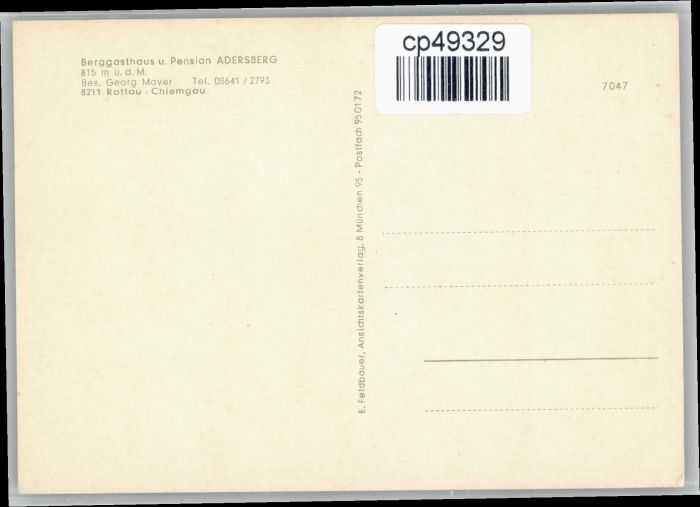 Berggasthaus u. Pension ADERSBERG
815 m ü. d. M.
Bes. Georg Mayer Tel. 08641 / 2793
8211 Rottau - Chiemgau
cp49329
7047
E. Feldbauer, Ansichtskartenverlag, 8 München 95 - Postfach 950172